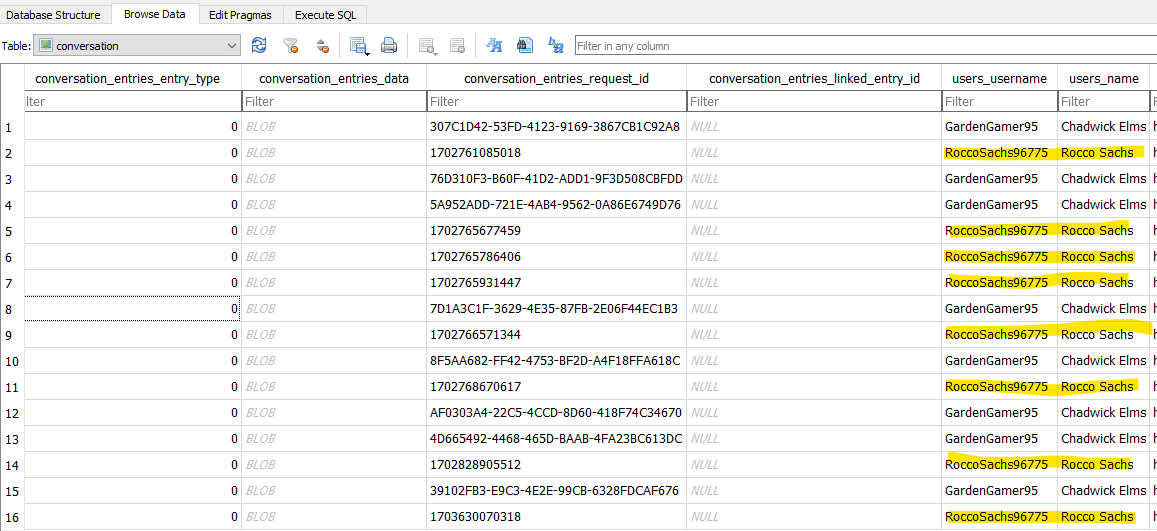 Database Structure Browse Data Edit Pragmas Execute SQL
Table: conversation Filter in any column
conversation_entries_entry_type conversation_entries_data conversation_entries_request_id conversation_entries_linked_entry_id users_username users_name
lter Filter Filter Filter Filter Filter
1 0 BLOB 307C1D42-53FD-4123-9169-3867CB1C92A8 NULL GardenGamer95 Chadwick Elms h
2 0 BLOB 1702761085018 NULL RoccoSachs96775 Rocco Sachs h
3 0 BLOB 76D310F3-B60F-41D2-ADD1-9F3D508CBFDD NULL GardenGamer95 Chadwick Elms h
4 0 BLOB 5A952ADD-721E-4AB4-9562-0A86E6749D76 NULL GardenGamer95 Chadwick Elms h
5 0 BLOB 1702765677459 NULL RoccoSachs96775 Rocco Sachs h
6 0 BLOB 1702765786406 NULL RoccoSachs96775 Rocco Sachs h
7 0 BLOB 1702765931447 NULL RoccoSachs96775 Rocco Sachs h
8 0 BLOB 7D1A3C1F-3629-4E35-87FB-2E06F44EC1B3 NULL GardenGamer95 Chadwick Elms h
9 0 BLOB 1702766571344 NULL RoccoSachs96775 Rocco Sachs h
10 0 BLOB 8F5AA682-FF42-4753-BF2D-A4F18FFA618C NULL GardenGamer95 Chadwick Elms h
11 0 BLOB 1702768670617 NULL RoccoSachs96775 Rocco Sachs h
12 0 BLOB AF0303A4-22C5-4CCD-8D60-418F74C34670 NULL GardenGamer95 Chadwick Elms h
13 0 BLOB 4D665492-4468-465D-BAAB-4FA23BC613DC NULL GardenGamer95 Chadwick Elms h
14 0 BLOB 1702828905512 NULL RoccoSachs96775 Rocco Sachs h
15 0 BLOB 39102FB3-E9C3-4E2E-99CB-6328FDCAF676 NULL GardenGamer95 Chadwick Elms h
16 0 BLOB 1703630070318 NULL RoccoSachs96775 Rocco Sachs h